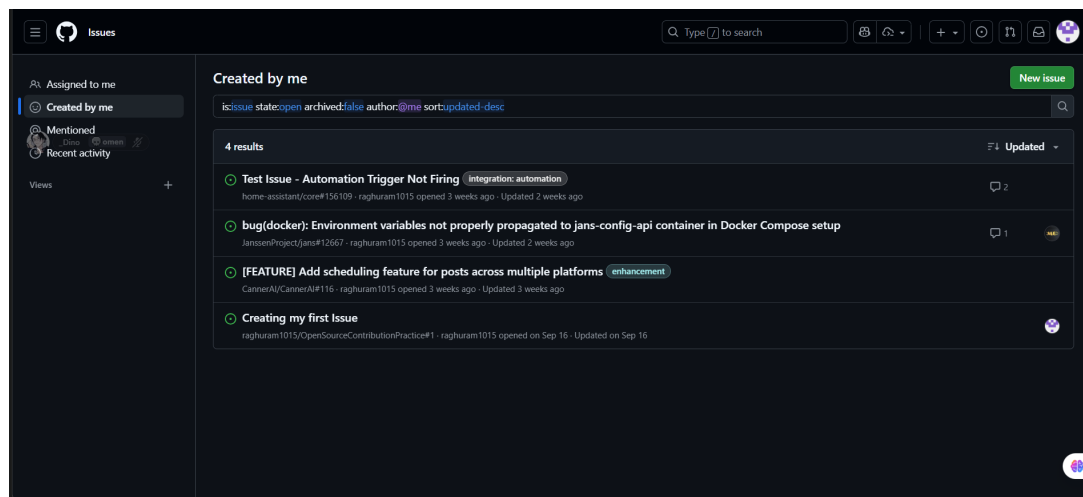 Issues
Type / to search
Assigned to me
Created by me
Mentioned
_Dino omen
Recent activity
Views
Created by me
New issue
is:issue state:open archived:false author:@me sort:updated-desc
4 results
Updated
Test Issue - Automation Trigger Not Firing integration: automation
2
home-assistant/core#156109 · raghuram1015 opened 3 weeks ago · Updated 2 weeks ago
bug(docker): Environment variables not properly propagated to jans-config-api container in Docker Compose setup
1
JanssenProject/jans#12667 · raghuram1015 opened 3 weeks ago · Updated 2 weeks ago
[FEATURE] Add scheduling feature for posts across multiple platforms enhancement
CannerAI/CannerAI#116 · raghuram1015 opened 3 weeks ago · Updated 3 weeks ago
Creating my first Issue
raghuram1015/OpenSourceContributionPractice#1 · raghuram1015 opened on Sep 16 · Updated on Sep 16